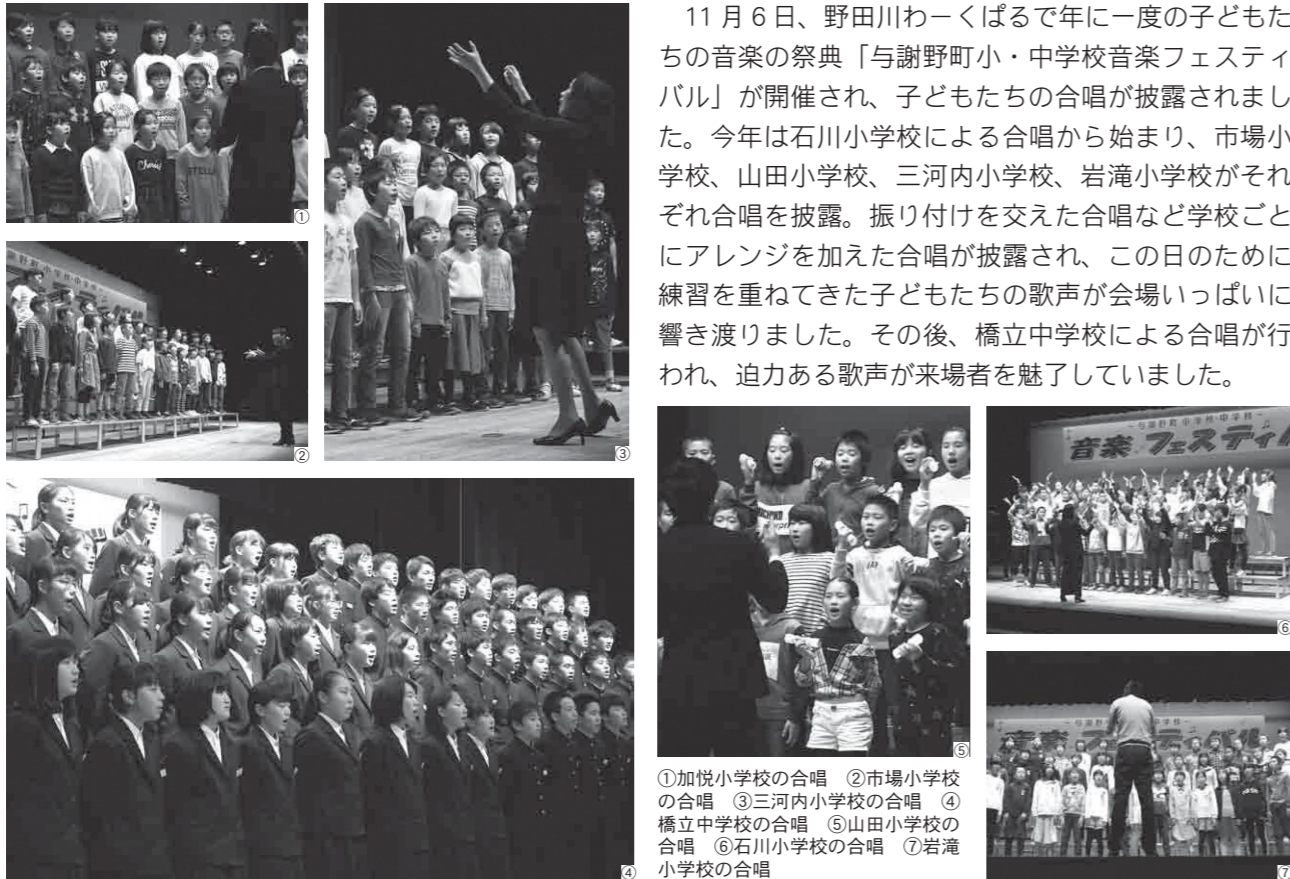 11月6日、野田川わーくぱるで年に一度の子どもた
ちの音楽の祭典「与謝野町小・中学校音楽フェスティ
バル」が開催され、子どもたちの合唱が披露されまし
た。今年は石川小学校による合唱から始まり、市場小
学校、山田小学校、三河内小学校、岩滝小学校がそれ
ぞれ合唱を披露。振り付けを交えた合唱など学校ごと
にアレンジを加えた合唱が披露され、この日のために
練習を重ねてきた子どもたちの歌声が会場いっぱいに
響き渡りました。その後、橋立中学校による合唱が行
われ、迫力ある歌声が来場者を魅了していました。
①
②
③
④
⑤
～与謝野町小学校・中学校～
音楽フェスティバル
⑥
音楽フェスティバル
⑦
①加悦小学校の合唱　②市場小学校
の合唱　③三河内小学校の合唱　④
橋立中学校の合唱　⑤山田小学校の
合唱　⑥石川小学校の合唱　⑦岩滝
小学校の合唱